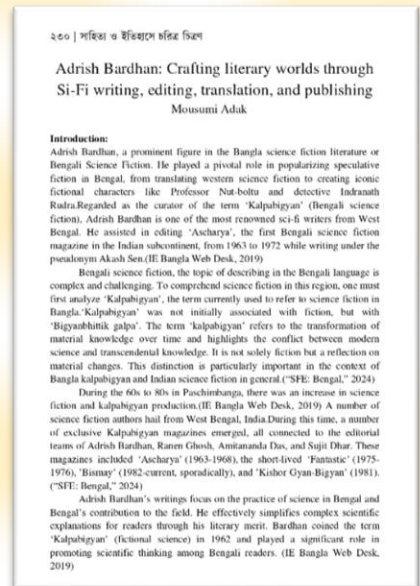 ২৩০ | সাহিত্য ও ইতিহাসে চরিত্র চিত্রণ
Adrish Bardhan: Crafting literary worlds through
Si-Fi writing, editing, translation, and publishing
Mousumi Adak
Introduction:
Adrish Bardhan, a prominent figure in the Bangla science fiction literature or
Bengali Science Fiction. He played a pivotal role in popularizing speculative
fiction in Bengal, from translating western science fiction to creating iconic
fictional characters like Professor Nut-boltu and detective Indranath
Rudra.Regarded as the curator of the term ‘Kalpabigyan’ (Bengali science
fiction), Adrish Bardhan is one of the most renowned sci-fi writers from West
Bengal. He assisted in editing ‘Ascharya’, the first Bengali science fiction
magazine in the Indian subcontinent, from 1963 to 1972 while writing under the
pseudonym Akash Sen.(IE Bangla Web Desk, 2019)
Bengali science fiction, the topic of describing in the Bengali language is
complex and challenging. To comprehend science fiction in this region, one must
first analyze ‘Kalpabigyan’, the term currently used to refer to science fiction in
Bangla.‘Kalpabigyan’ was not initially associated with fiction, but with
‘Bigyanbhittik galpa’. The term ‘kalpabigyan’ refers to the transformation of
material knowledge over time and highlights the conflict between modern
science and transcendental knowledge. It is not solely fiction but a reflection on
material changes. This distinction is particularly important in the context of
Bangla kalpabigyan and Indian science fiction in general.(“SFE: Bengal,” 2024)
During the 60s to 80s in Paschimbanga, there was an increase in science
fiction and kalpabigyan production.(IE Bangla Web Desk, 2019) A number of
science fiction authors hail from West Bengal, India.During this time, a number
of exclusive Kalpabigyan magazines emerged, all connected to the editorial
teams of Adrish Bardhan, Ranen Ghosh, Amitananda Das, and Sujit Dhar. These
magazines included ‘Ascharya’ (1963-1968), the short-lived ‘Fantastic’ (1975-
1976), ‘Bismay’ (1982-current, sporadically), and ‘Kishor Gyan-Bigyan’ (1981).
(“SFE: Bengal,” 2024)
Adrish Bardhan’s writings focus on the practice of science in Bengal and
Bengal’s contribution to the field. He effectively simplifies complex scientific
explanations for readers through his literary merit. Bardhan coined the term
‘Kalpabigyan’ (fictional science) in 1962 and played a significant role in
promoting scientific thinking among Bengali readers. (IE Bangla Web Desk,
2019)